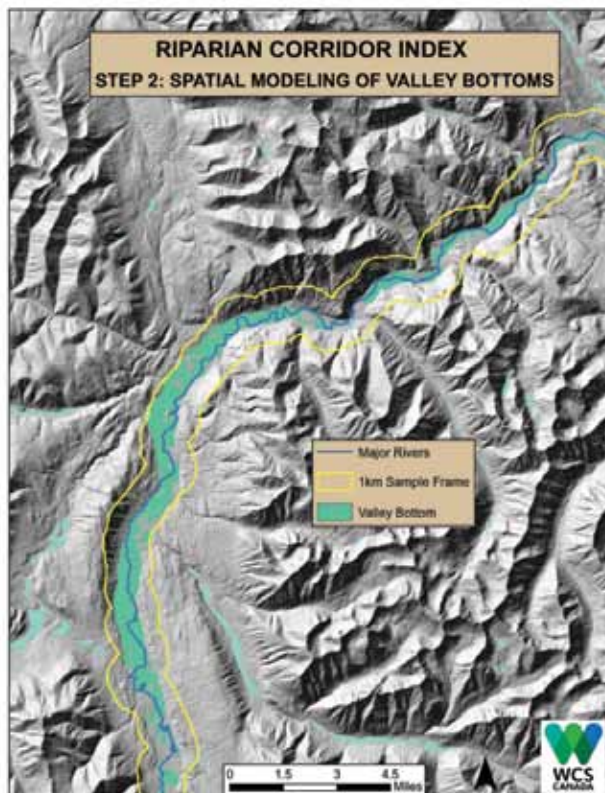 RIPARIAN CORRIDOR INDEX
STEP 2: SPATIAL MODELING OF VALLEY BOTTOMS
Major Rivers
1km Sample Frame
Valley Bottom
0 1.5 3 4.5
Miles
WCS
CANADA